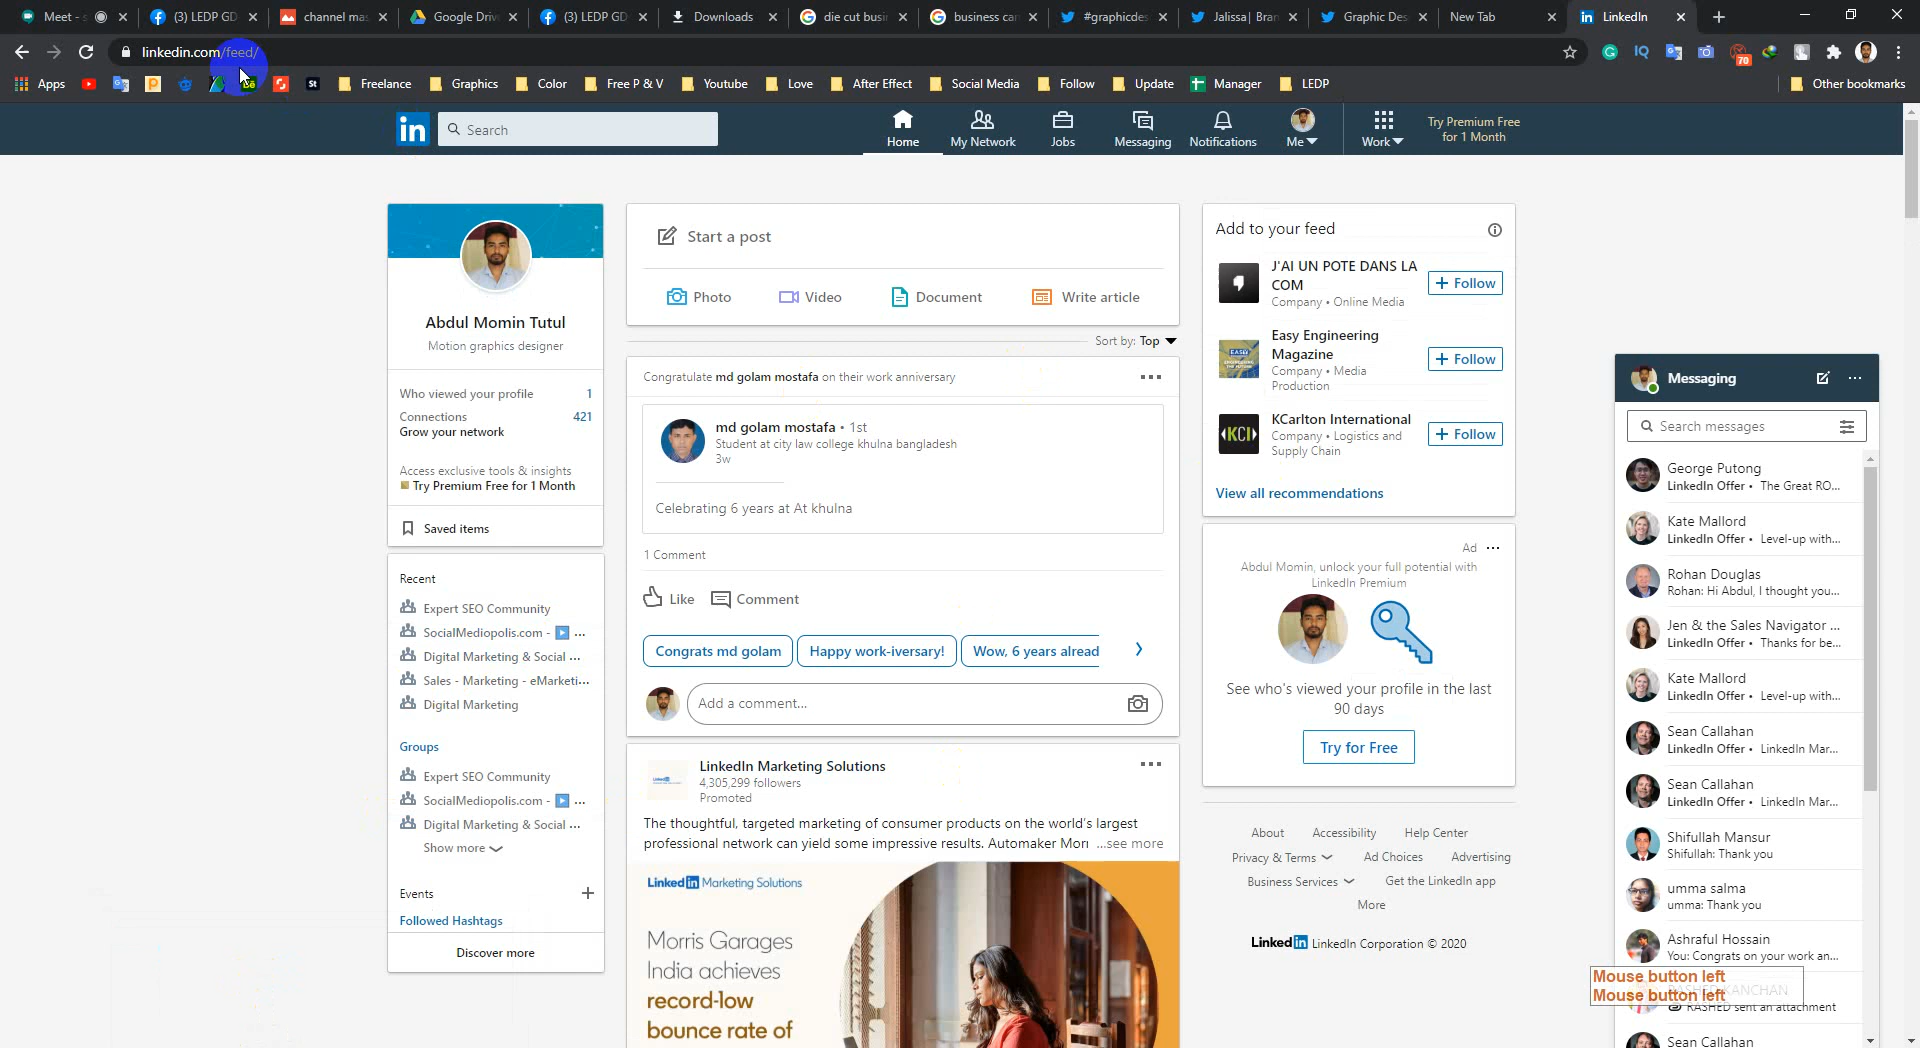 Meet - s
(3) LEDP GD
channel mas
Google Driv
(3) LEDP GD
Downloads
die cut busi
business car
#graphicdes
Jalissa| Bran
Graphic Des
New Tab
LinkedIn
linkedin.com/feed/
70
Apps
St
Freelance
Graphics
Color
Free P & V
Youtube
Love
After Effect
Social Media
Follow
Update
Manager
LEDP
Other bookmarks
in
Search
Home
My Network
Jobs
Messaging
Notifications
Me
Work
Try Premium Free
for 1 Month
Abdul Momin Tutul
Motion graphics designer
Who viewed your profile 1
Connections 421
Grow your network
Access exclusive tools & insights
Try Premium Free for 1 Month
Saved items
Recent
Expert SEO Community
SocialMediopolis.com - ...
Digital Marketing & Social ...
Sales - Marketing - eMarketi...
Digital Marketing
Groups
Expert SEO Community
SocialMediopolis.com - ...
Digital Marketing & Social ...
Show more
Events
Followed Hashtags
Discover more
Start a post
Photo
Video
Document
Write article
Sort by: Top
Congratulate md golam mostafa on their work anniversary
md golam mostafa • 1st
Student at city law college khulna bangladesh
3w
Celebrating 6 years at At khulna
1 Comment
Like
Comment
Congrats md golam
Happy work-iversary!
Wow, 6 years alread
Add a comment...
LinkedIn Marketing Solutions
4,305,299 followers
Promoted
The thoughtful, targeted marketing of consumer products on the world's largest
professional network can yield some impressive results. Automaker Morr ...see more
Linked in Marketing Solutions
Morris Garages
India achieves
record-low
bounce rate of
Add to your feed
J'AI UN POTE DANS LA
COM
Company • Online Media
Follow
Easy Engineering
Magazine
Company • Media
Production
Follow
KCI
KCarlton International
Company • Logistics and
Supply Chain
Follow
View all recommendations
Ad
Abdul Momin, unlock your full potential with
LinkedIn Premium
See who's viewed your profile in the last
90 days
Try for Free
About
Accessibility
Help Center
Privacy & Terms
Ad Choices
Advertising
Business Services
Get the LinkedIn app
More
Linked in LinkedIn Corporation © 2020
Messaging
Search messages
George Putong
LinkedIn Offer • The Great RO...
Kate Mallord
LinkedIn Offer • Level-up with...
Rohan Douglas
Rohan: Hi Abdul, I thought you...
Jen & the Sales Navigator ...
LinkedIn Offer • Thanks for be...
Kate Mallord
LinkedIn Offer • Level-up with...
Sean Callahan
LinkedIn Offer • LinkedIn Mar...
Sean Callahan
LinkedIn Offer • LinkedIn Mar...
Shifullah Mansur
Shifullah: Thank you
umma salma
umma: Thank you
Ashraful Hossain
You: Congrats on your work an...
Mouse button left
Mouse button left
RASHED KANCHAN
RASHED sent an attachment
Sean Callahan